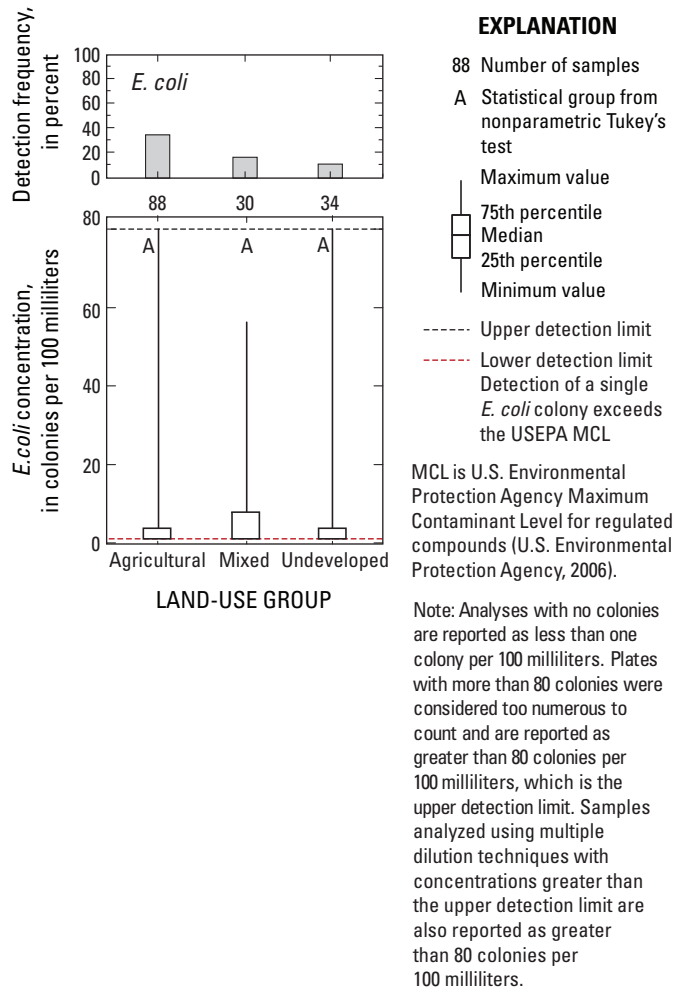 Detection frequency,
in percent
100
80
60
40
20
0
E. coli
88 30 34
E.coli concentration,
in colonies per 100 milliliters
80
60
40
20
0
A A A
Agricultural Mixed Undeveloped
LAND-USE GROUP
EXPLANATION
88 Number of samples
A Statistical group from
nonparametric Tukey's
test
Maximum value
75th percentile
Median
25th percentile
Minimum value
Upper detection limit
Lower detection limit
Detection of a single
E. coli colony exceeds
the USEPA MCL
MCL is U.S. Environmental
Protection Agency Maximum
Contaminant Level for regulated
compounds (U.S. Environmental
Protection Agency, 2006).
Note: Analyses with no colonies
are reported as less than one
colony per 100 milliliters. Plates
with more than 80 colonies were
considered too numerous to
count and are reported as
greater than 80 colonies per
100 milliliters, which is the
upper detection limit. Samples
analyzed using multiple
dilution techniques with
concentrations greater than
the upper detection limit are
also reported as greater
than 80 colonies per
100 milliliters.